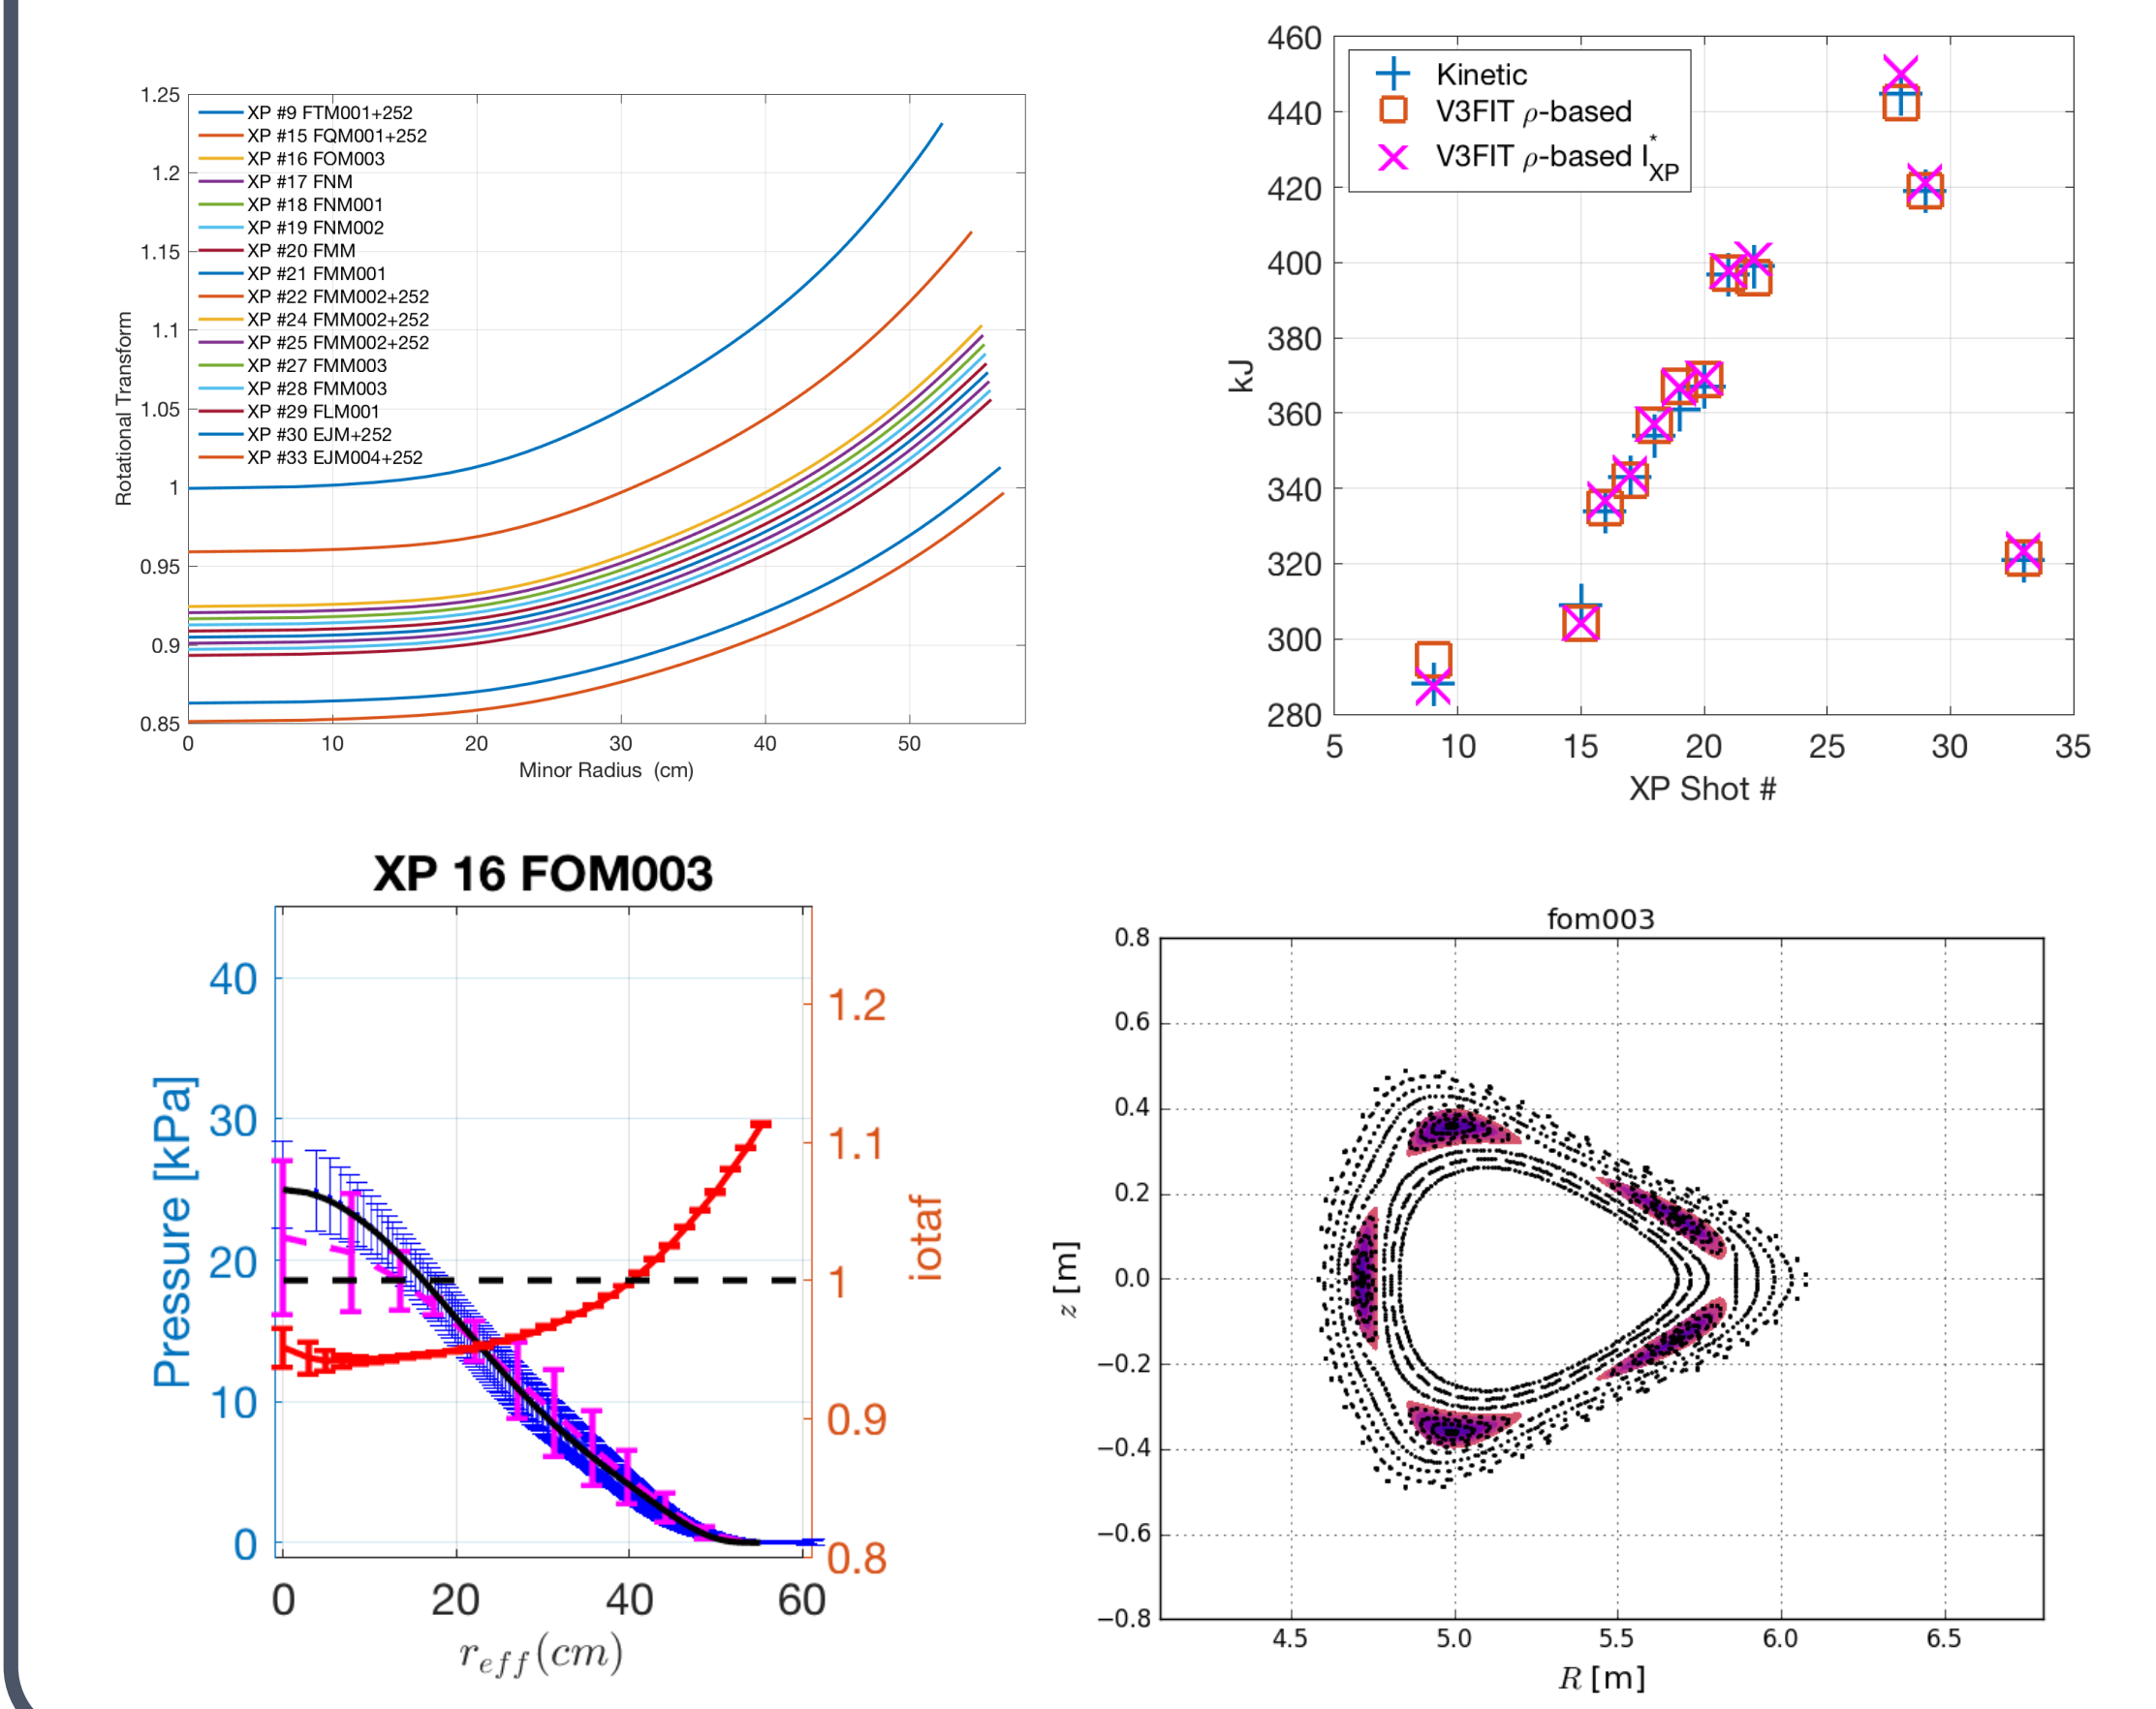 1.25
1.2
1.15
1.1
1.05
1
0.95
0.9
0.85
Rotational Transform
XP #9 FTM001+252
XP #15 FQM001+252
XP #16 FOM003
XP #17 FNM
XP #18 FNM001
XP #19 FNM002
XP #20 FMM
XP #21 FMM001
XP #22 FMM002+252
XP #24 FMM002+252
XP #25 FMM002+252
XP #27 FMM003
XP #28 FMM003
XP #29 FLM001
XP #30 EJM+252
XP #33 EJM004+252
0 10 20 30 40 50
Minor Radius (cm)
460
440
420
400
380
360
340
320
300
280
kJ
Kinetic
V3FIT ρ-based
V3FIT ρ-based I*XP
5 10 15 20 25 30 35
XP Shot #
XP 16 FOM003
40
30
20
10
0
Pressure [kPa]
1.2
1.1
1
0.9
0.8
iotaf
0 20 40 60
reff(cm)
fom003
0.8
0.6
0.4
0.2
0.0
−0.2
−0.4
−0.6
−0.8
z [m]
4.5 5.0 5.5 6.0 6.5
R [m]